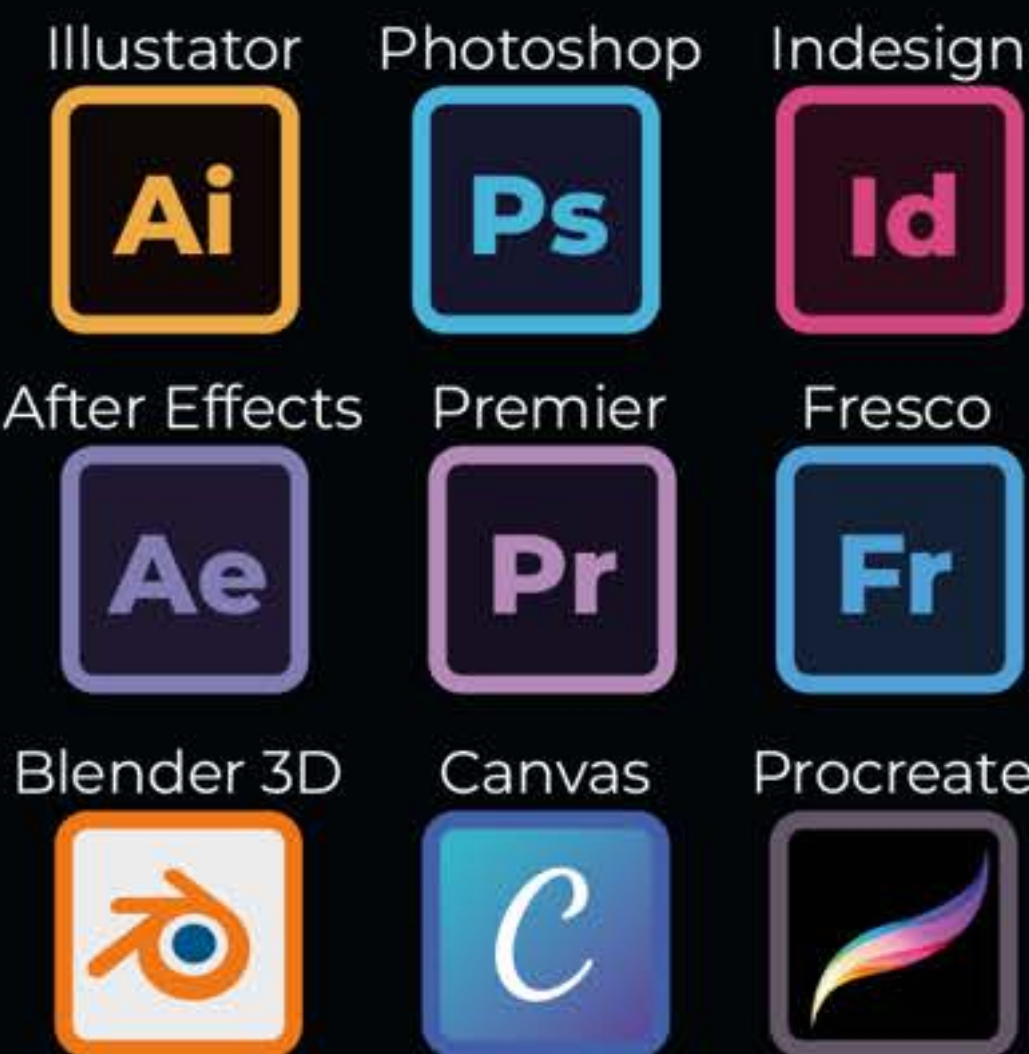 Illustator Photoshop Indesign
Ai Ps Id
After Effects Premier Fresco
Ae Pr Fr
Blender 3D Canvas Procreate
C